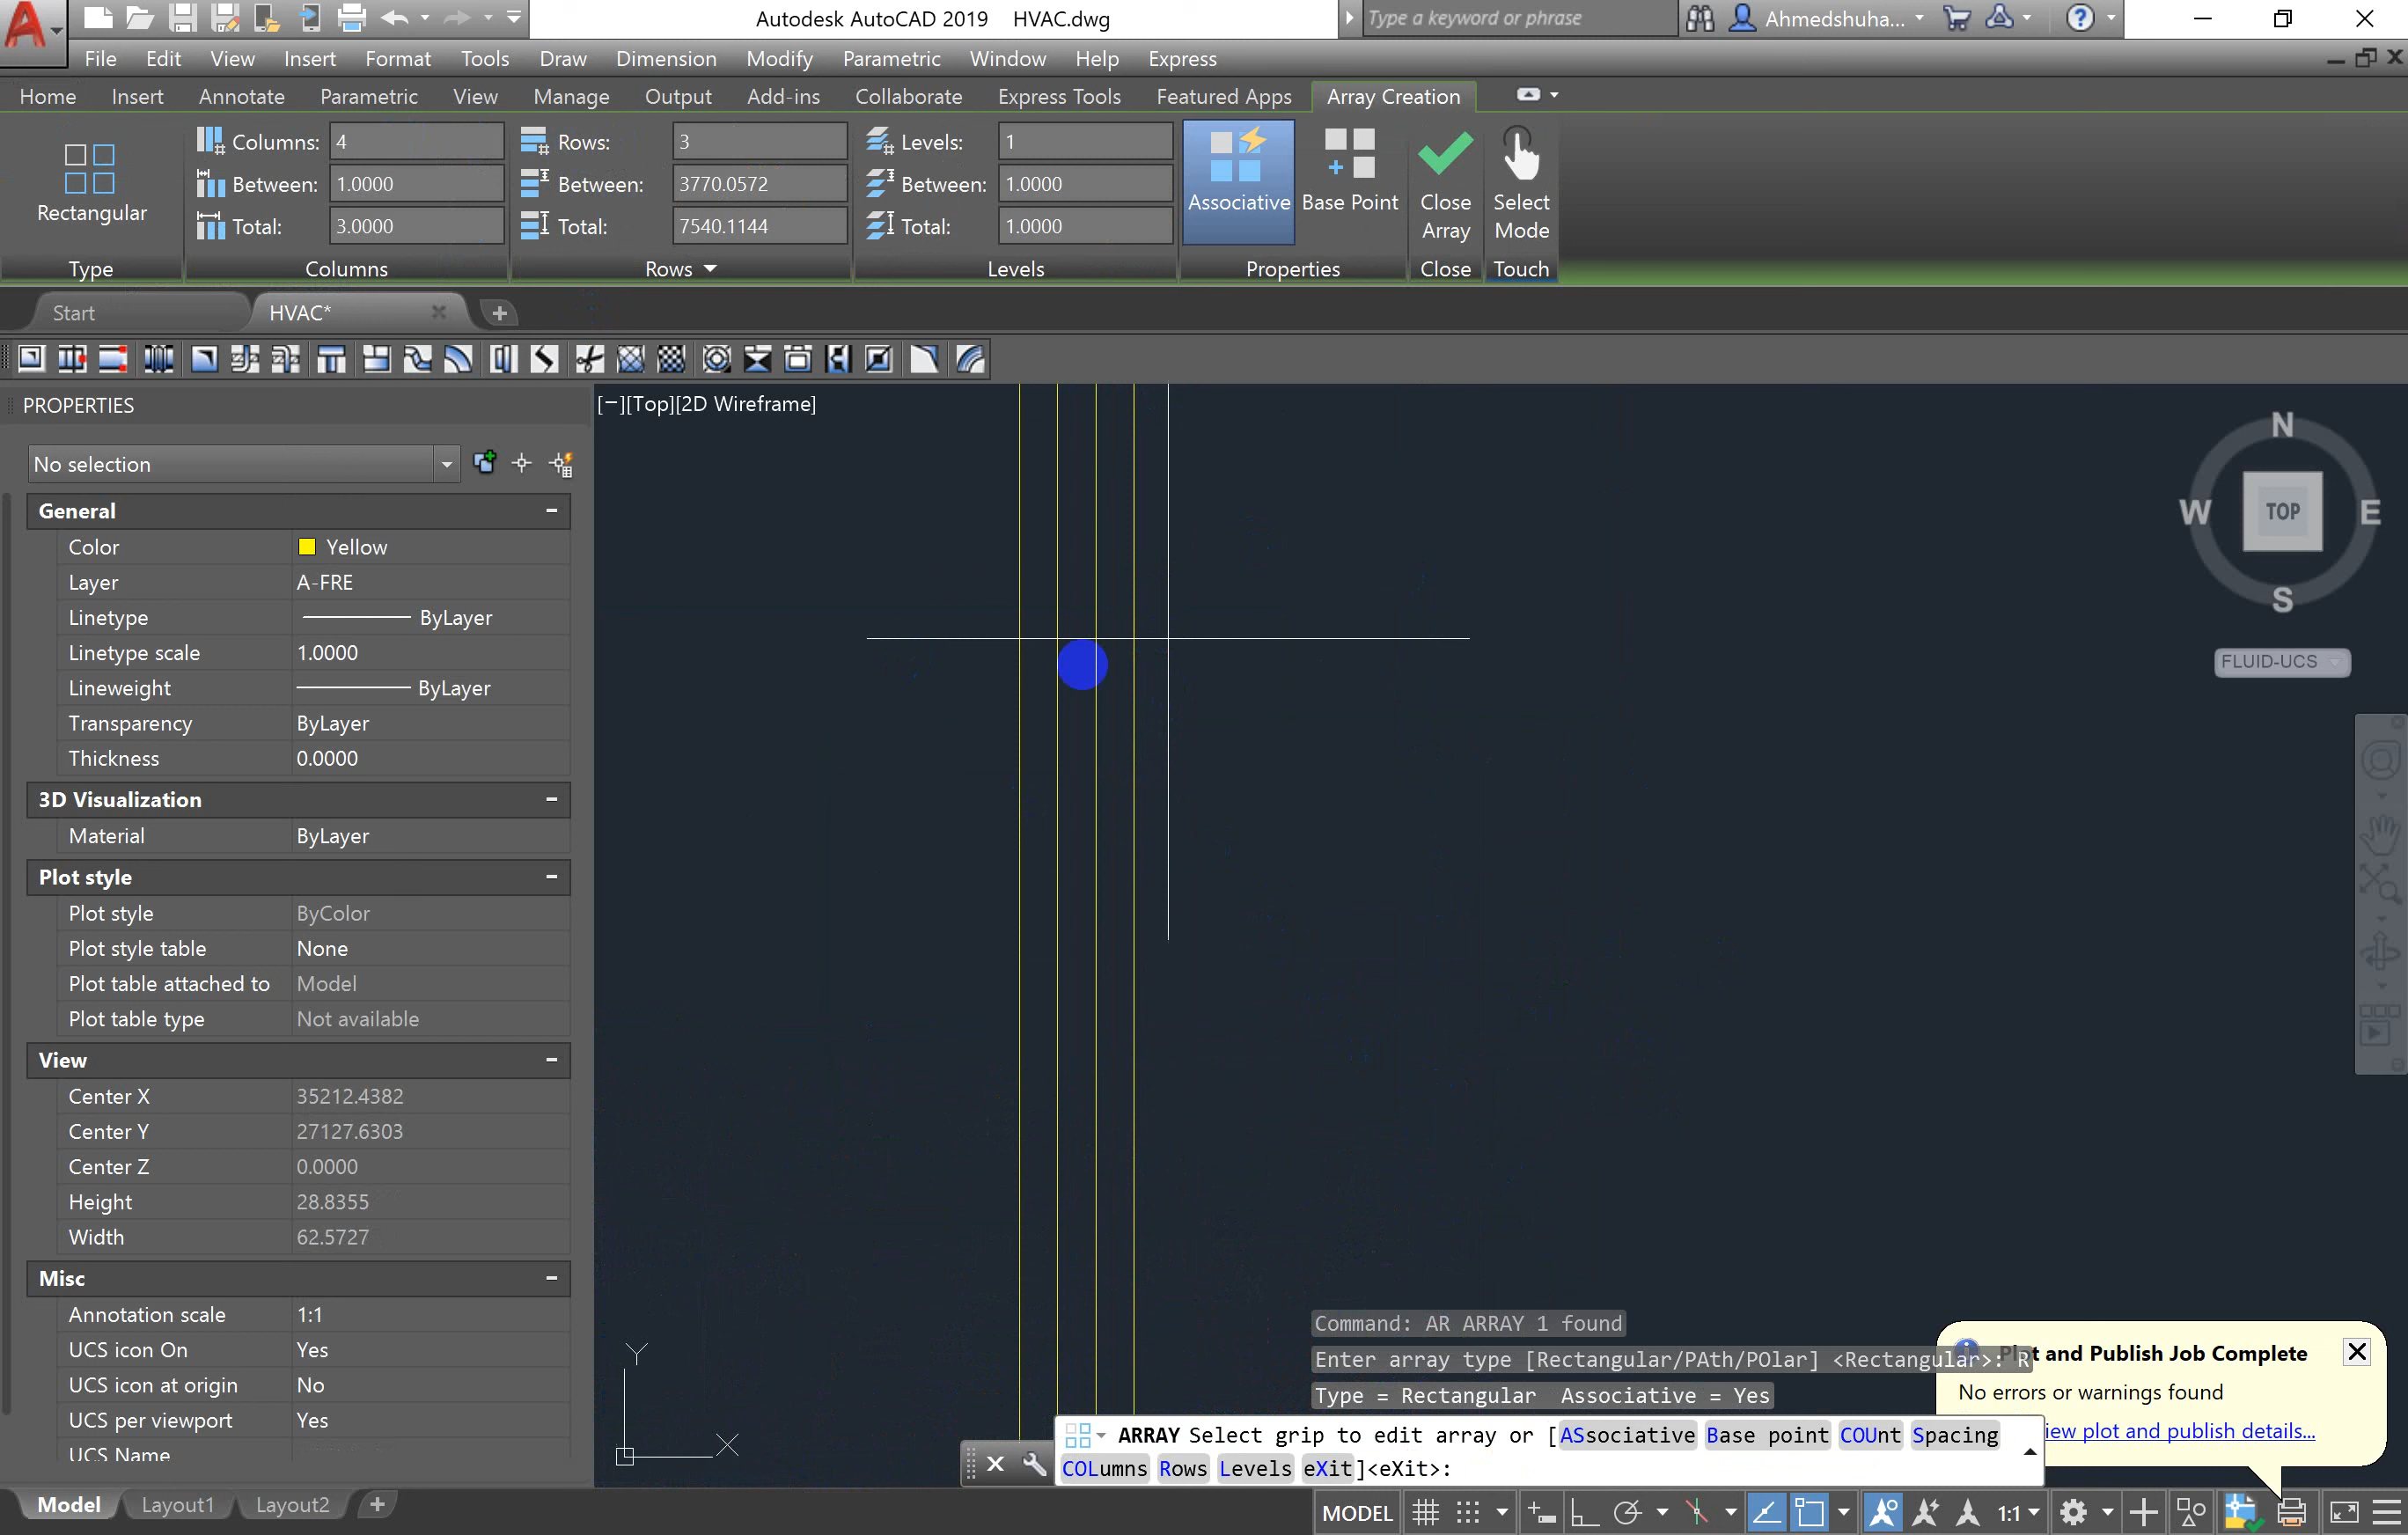 Autodesk AutoCAD 2019 HVAC.dwg
Type a keyword or phrase
Ahmedshuha...
File Edit View Insert Format Tools Draw Dimension Modify Parametric Window Help Express
Home Insert Annotate Parametric View Manage Output Add-ins Collaborate Express Tools Featured Apps Array Creation
Columns: 4 Rows: 3 Levels: 1
Between: 1.0000 Between: 3770.0572 Between: 1.0000
Total: 3.0000 Total: 7540.1144 Total: 1.0000
Rectangular
Associative Base Point Close Array Select Mode
Type Columns Rows Levels Properties Close Touch
Start HVAC*
PROPERTIES
[−][Top][2D Wireframe]
No selection
General
Color Yellow
Layer A-FRE
Linetype ByLayer
Linetype scale 1.0000
Lineweight ByLayer
Transparency ByLayer
Thickness 0.0000
3D Visualization
Material ByLayer
Plot style
Plot style ByColor
Plot style table None
Plot table attached to Model
Plot table type Not available
View
Center X 35212.4382
Center Y 27127.6303
Center Z 0.0000
Height 28.8355
Width 62.5727
Misc
Annotation scale 1:1
UCS icon On Yes
UCS icon at origin No
UCS per viewport Yes
UCS Name
N
W TOP E
S
FLUID-UCS
Y
X
Command: AR ARRAY 1 found
Enter array type [Rectangular/PAth/POlar] <Rectangular>: R
Type = Rectangular Associative = Yes
ARRAY Select grip to edit array or [ASsociative Base point COUnt Spacing
COLumns Rows Levels eXit]<eXit>:
t and Publish Job Complete
No errors or warnings found
iew plot and publish details...
Model Layout1 Layout2
MODEL 1:1